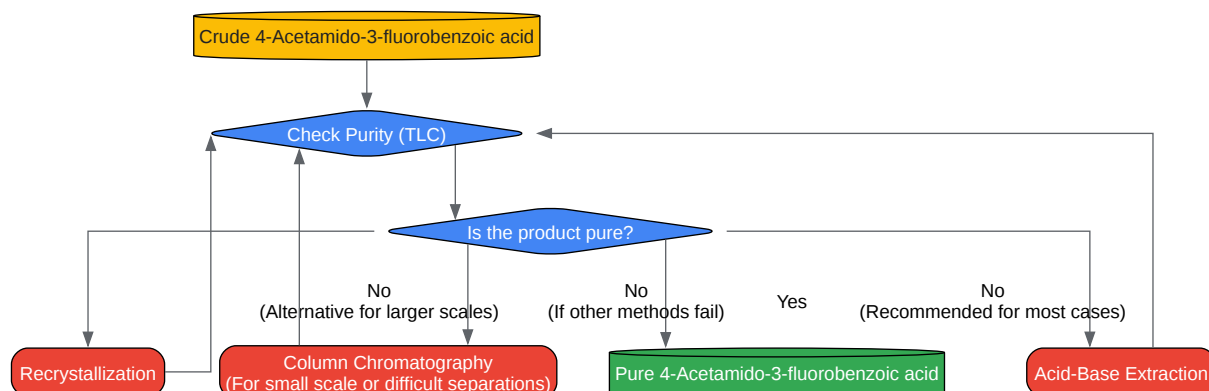 Crude 4-Acetamido-3-fluorobenzoic acid
Check Purity (TLC)
Is the product pure?
No
(Alternative for larger scales)
No
(If other methods fail)
Yes
No
(Recommended for most cases)
Recrystallization
Column Chromatography
(For small scale or difficult separations)
Pure 4-Acetamido-3-fluorobenzoic acid
Acid-Base Extraction